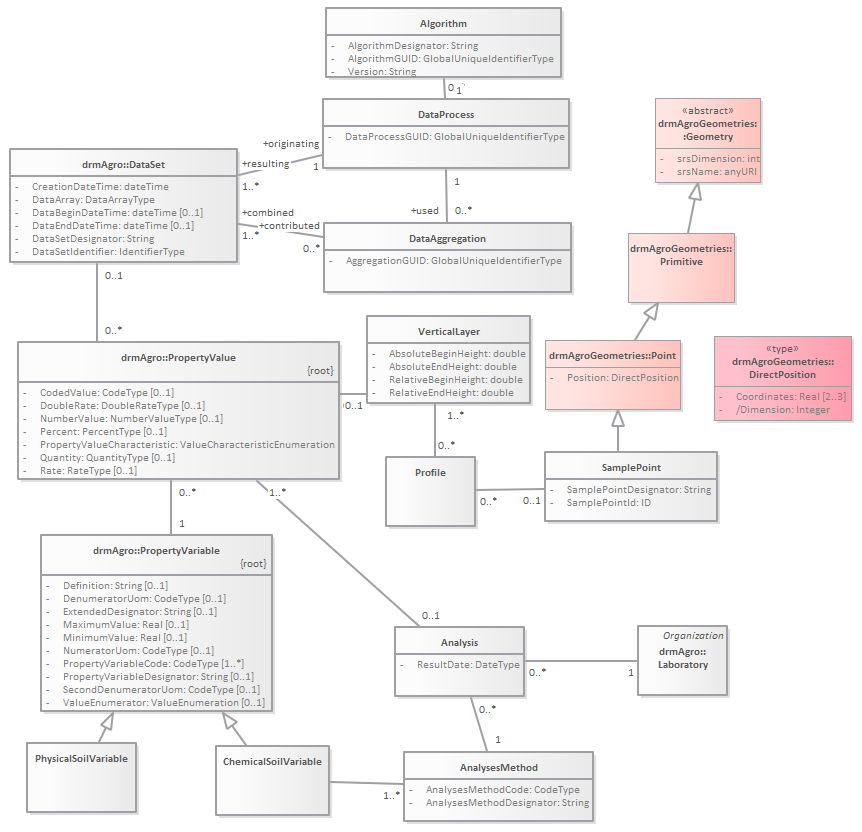 Algorithm
- AlgorithmDesignator: String
- AlgorithmGUID: GlobalUniqueIdentifierType
- Version: String
0
1
DataProcess
- DataProcessGUID: GlobalUniqueIdentifierType
+originating
1
+resulting
1..*
drmAgro::DataSet
- CreationDateTime: dateTime
- DataArray: DataArrayType
- DataBeginDateTime: dateTime [0..1]
- DataEndDateTime: dateTime [0..1]
- DataSetDesignator: String
- DataSetIdentifier: IdentifierType
1
+used 0..*
+combined
1..*
+contributed
0..*
DataAggregation
- AggregationGUID: GlobalUniqueIdentifierType
«abstract»
drmAgroGeometries:
:Geometry
- srsDimension: int
- srsName: anyURI
drmAgroGeometries::
Primitive
0..1
0..*
drmAgro::PropertyValue
{root}
- CodedValue: CodeType [0..1]
- DoubleRate: DoubleRateType [0..1]
- NumberValue: NumberValueType [0..1]
- Percent: PercentType [0..1]
- PropertyValueCharacteristic: ValueCharacteristicEnumeration
- Quantity: QuantityType [0..1]
- Rate: RateType [0..1]
VerticalLayer
- AbsoluteBeginHeight: double
- AbsoluteEndHeight: double
- RelativeBeginHeight: double
- RelativeEndHeight: double
0..1
1..*
0..*
drmAgroGeometries::Point
- Position: DirectPosition
«type»
drmAgroGeometries::
DirectPosition
- Coordinates: Real [2..3]
- /Dimension: Integer
Profile
0..*
0..1
SamplePoint
- SamplePointDesignator: String
- SamplePointId: ID
0..*
1
1..*
0..1
drmAgro::PropertyVariable
{root}
- Definition: String [0..1]
- DenumeratorUom: CodeType [0..1]
- ExtendedDesignator: String [0..1]
- MaximumValue: Real [0..1]
- MinimumValue: Real [0..1]
- NumeratorUom: CodeType [0..1]
- PropertyVariableCode: CodeType [1..*]
- PropertyVariableDesignator: String [0..1]
- SecondDenumeratorUom: CodeType [0..1]
- ValueEnumerator: ValueEnumeration [0..1]
Analysis
- ResultDate: DateType
0..*
1
Organization
drmAgro::
Laboratory
0..*
1
PhysicalSoilVariable
ChemicalSoilVariable
1..*
AnalysesMethod
- AnalysesMethodCode: CodeType
- AnalysesMethodDesignator: String